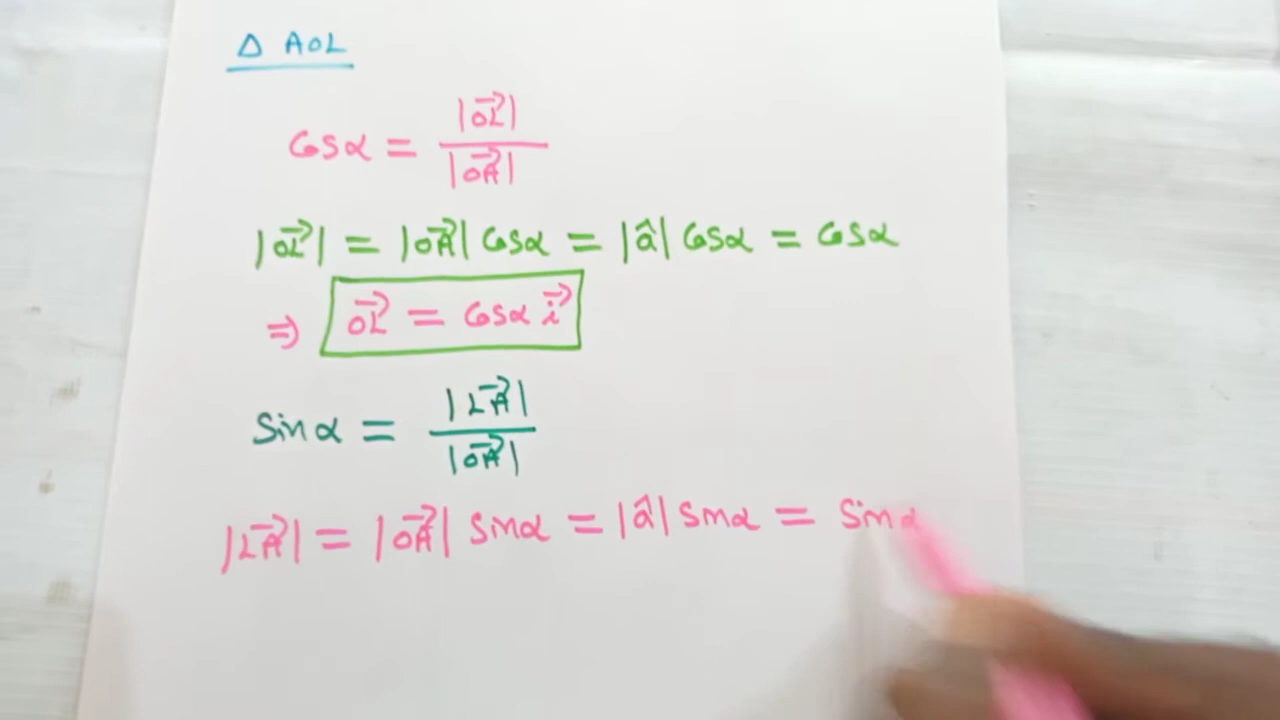 Δ AOL
Cosα = |OL→| / |OA→|
|OL→| = |OA→| Cosα = |â| Cosα = Cosα
⇒ OL→ = Cosα i→
Sinα = |LA→| / |OA→|
|LA→| = |OA→| Sinα = |â| Sinα = Sinα